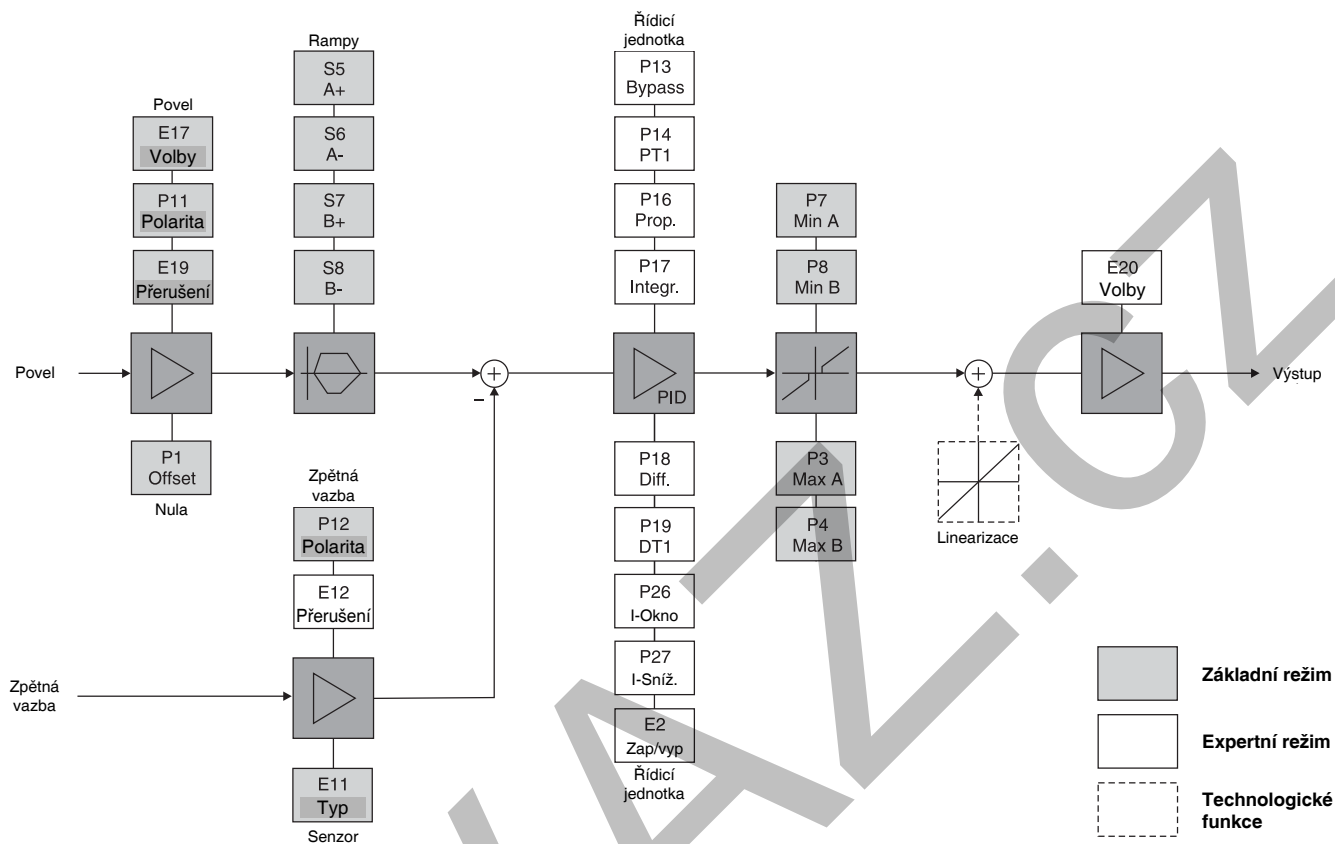 Řídicí
jednotka
Rampy
S5
A+
P13
Bypass
Povel
E17
Volby
S6
A-
P14
PT1
P11
Polarita
S7
B+
P16
Prop.
P7
Min A
E19
Přerušení
S8
B-
P17
Integr.
P8
Min B
E20
Volby
Povel
+
–
PID
+
Výstup
P1
Offset
Nula
Zpětná
vazba
P18
Diff.
P3
Max A
Linearizace
P12
Polarita
P19
DT1
P4
Max B
E12
Přerušení
P26
I-Okno
Zpětná
vazba
P27
I-Sníž.
Základní režim
E2
Zap/vyp
Řídicí
jednotka
Expertní režim
E11
Typ
Senzor
Technologické
funkce